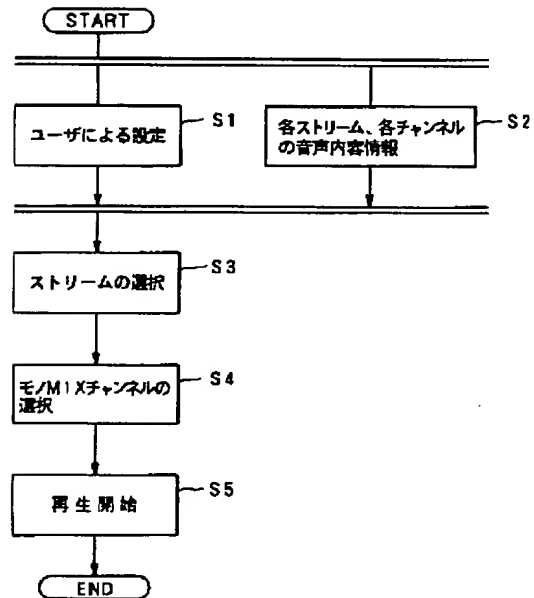 START
ユーザによる設定
S1
各ストリーム、各チャンネル
の音声内容情報
S2
ストリームの選択
S3
モノMIXチャンネルの
選択
S4
再生開始
S5
END